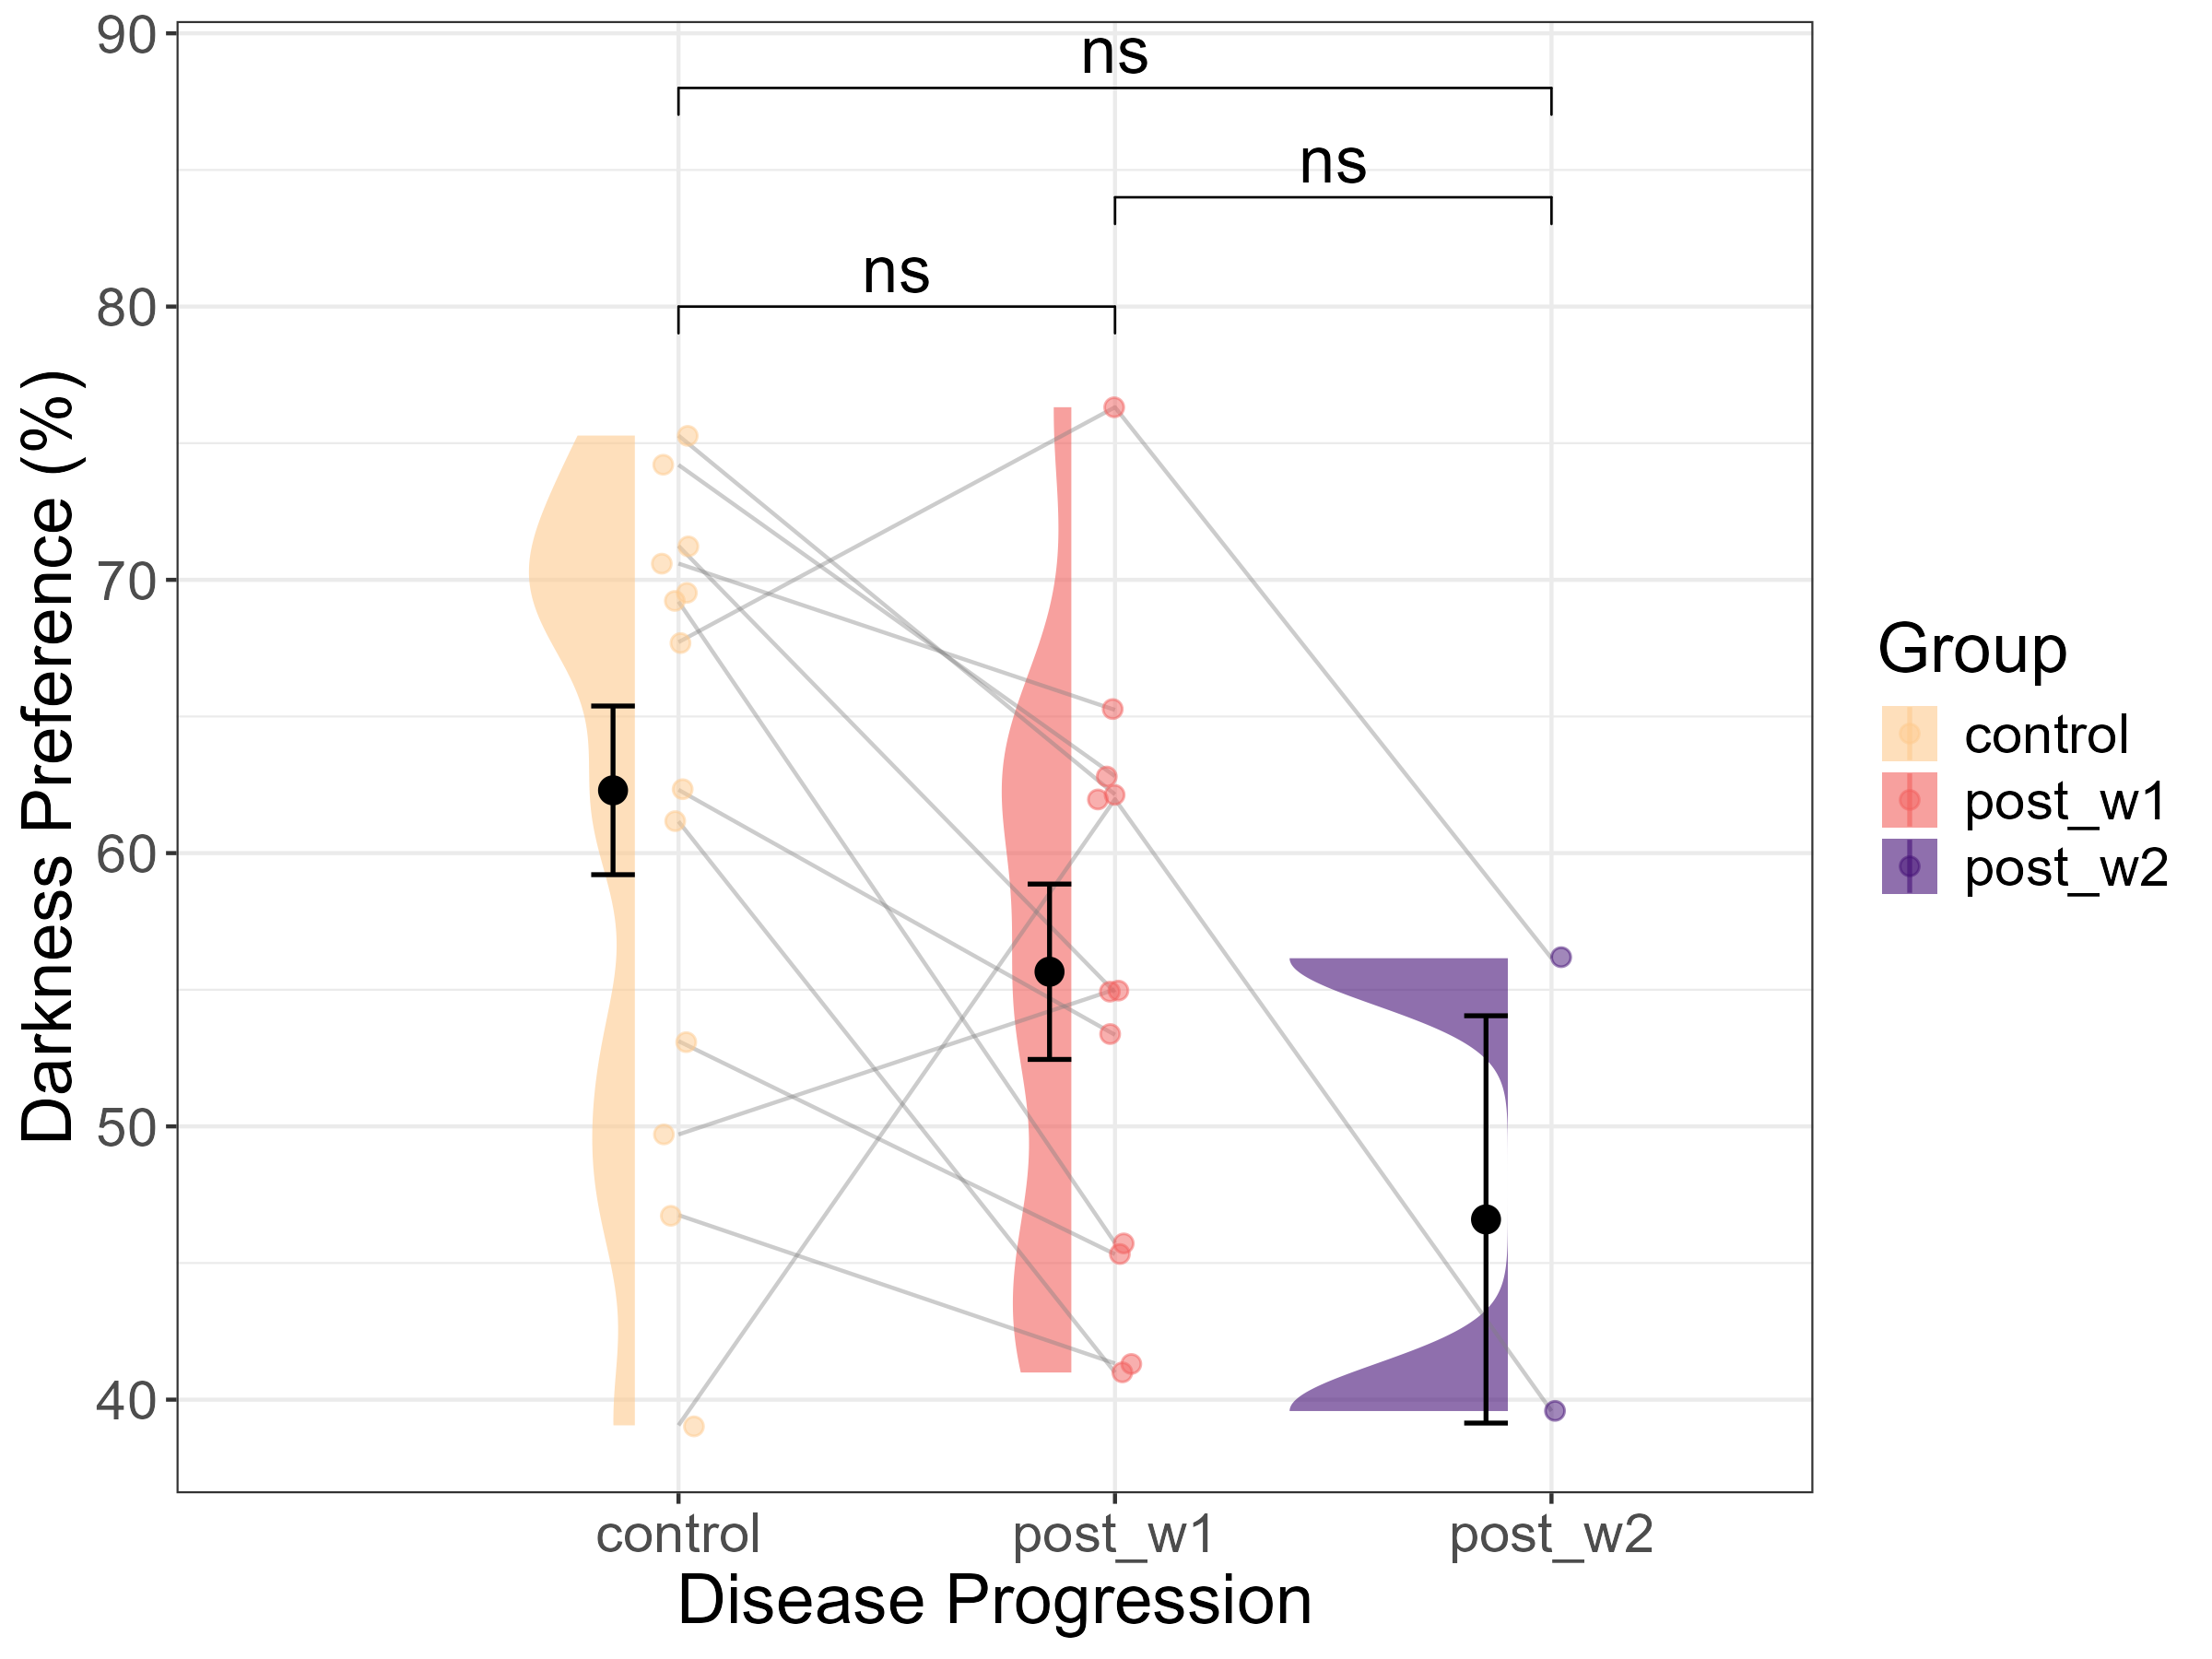 90
ns
ns
ns
80
70
60
50
40
Darkness Preference (%)
control
post_w1
post_w2
Disease Progression
Group
control
post_w1
post_w2